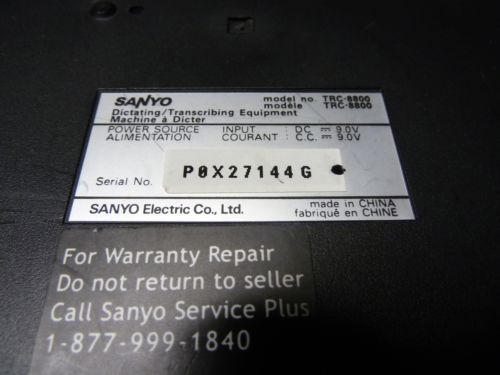 SANYO model no. TRC-8800
Dictating/Transcribing Equipment modèle TRC-8800
Machine à Dicter
POWER SOURCE INPUT : DC ⎓ 9.0V
ALIMENTATION COURANT : C.C. ⎓ 9.0V
Serial No. P0X27144G
SANYO Electric Co., Ltd. made in CHINA
fabriqué en CHINE
For Warranty Repair
Do not return to seller
Call Sanyo Service Plus
1-877-999-1840